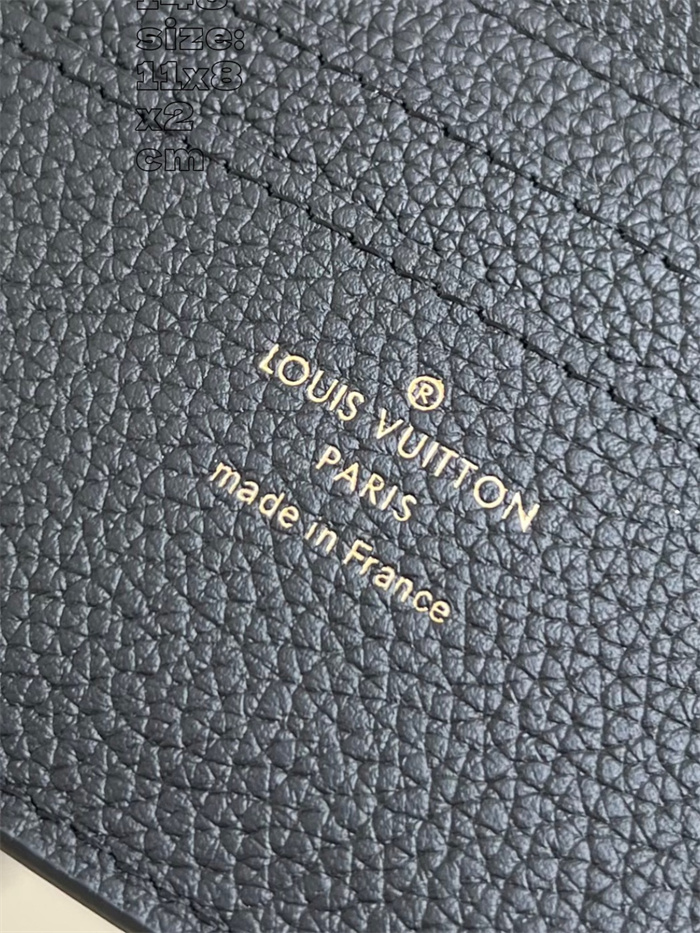 size:
11x8
x2
cm
®
LOUIS VUITTON
PARIS
made in France